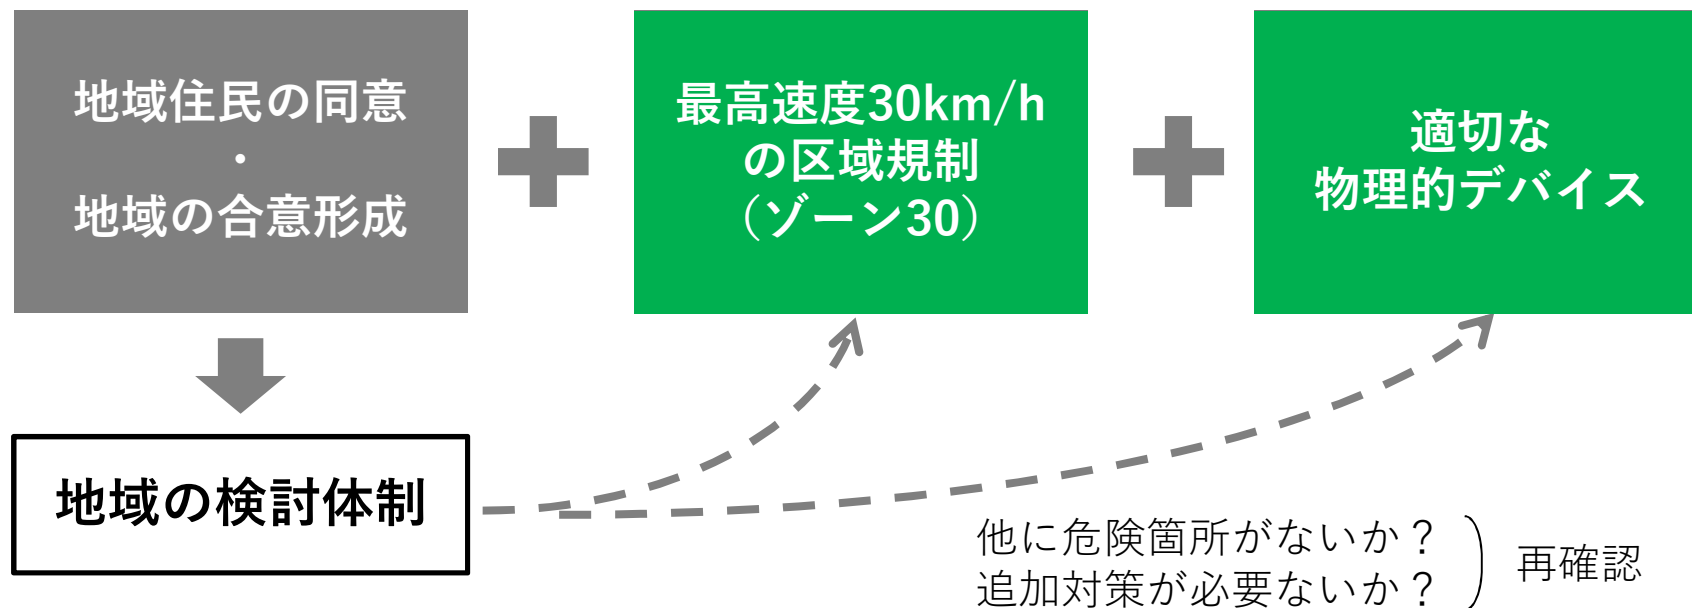 地域住民の同意
・
地域の合意形成
最高速度30km/h
の区域規制
（ゾーン30）
適切な
物理的デバイス
地域の検討体制
他に危険箇所がないか？
追加対策が必要ないか？
再確認